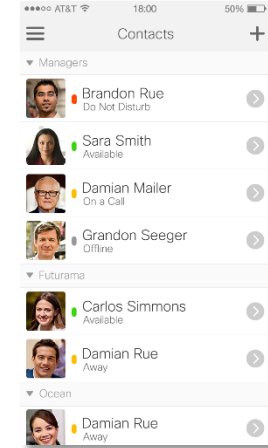 AT&T 18:00 50%
Contacts
Managers
Brandon Rue
Do Not Disturb
Sara Smith
Available
Damian Mailer
On a Call
Grandon Seeger
Offline
Futurama
Carlos Simmons
Available
Damian Rue
Away
Ocean
Damian Rue
Away